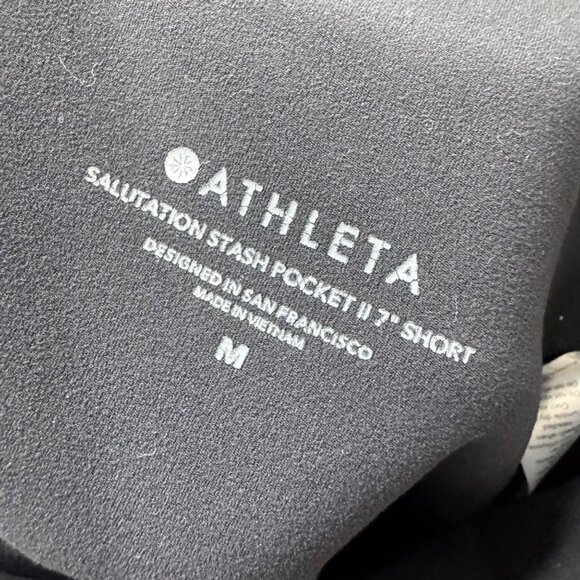 ATHLETA
SALUTATION STASH POCKET II 7" SHORT
DESIGNED IN SAN FRANCISCO
MADE IN VIETNAM
M